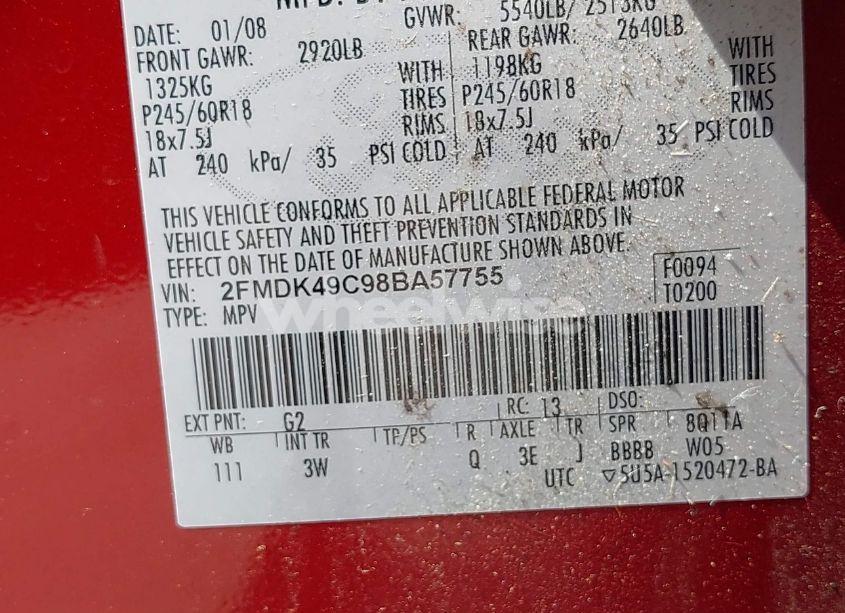 GVWR: 5540LB/ 2513KG
DATE: 01/08
FRONT GAWR: 2920LB
REAR GAWR: 2640LB
1325KG WITH
1198KG WITH
P245/60R18 TIRES
P245/60R18 TIRES
18x7.5J RIMS
18x7.5J RIMS
AT 240 kPa/ 35 PSI COLD
AT 240 kPa/ 35 PSI COLD
THIS VEHICLE CONFORMS TO ALL APPLICABLE FEDERAL MOTOR
VEHICLE SAFETY AND THEFT PREVENTION STANDARDS IN
EFFECT ON THE DATE OF MANUFACTURE SHOWN ABOVE.
VIN: 2FMDK49C98BA57755
F0094
TYPE: MPV
T0200
wheelwise
EXT PNT: G2 RC: 13 DSO:
WB INT TR TP/PS R AXLE TR SPR 8Q11A
111 3W Q 3E J BBBB W05
UTC ▽5U5A-1520472-BA